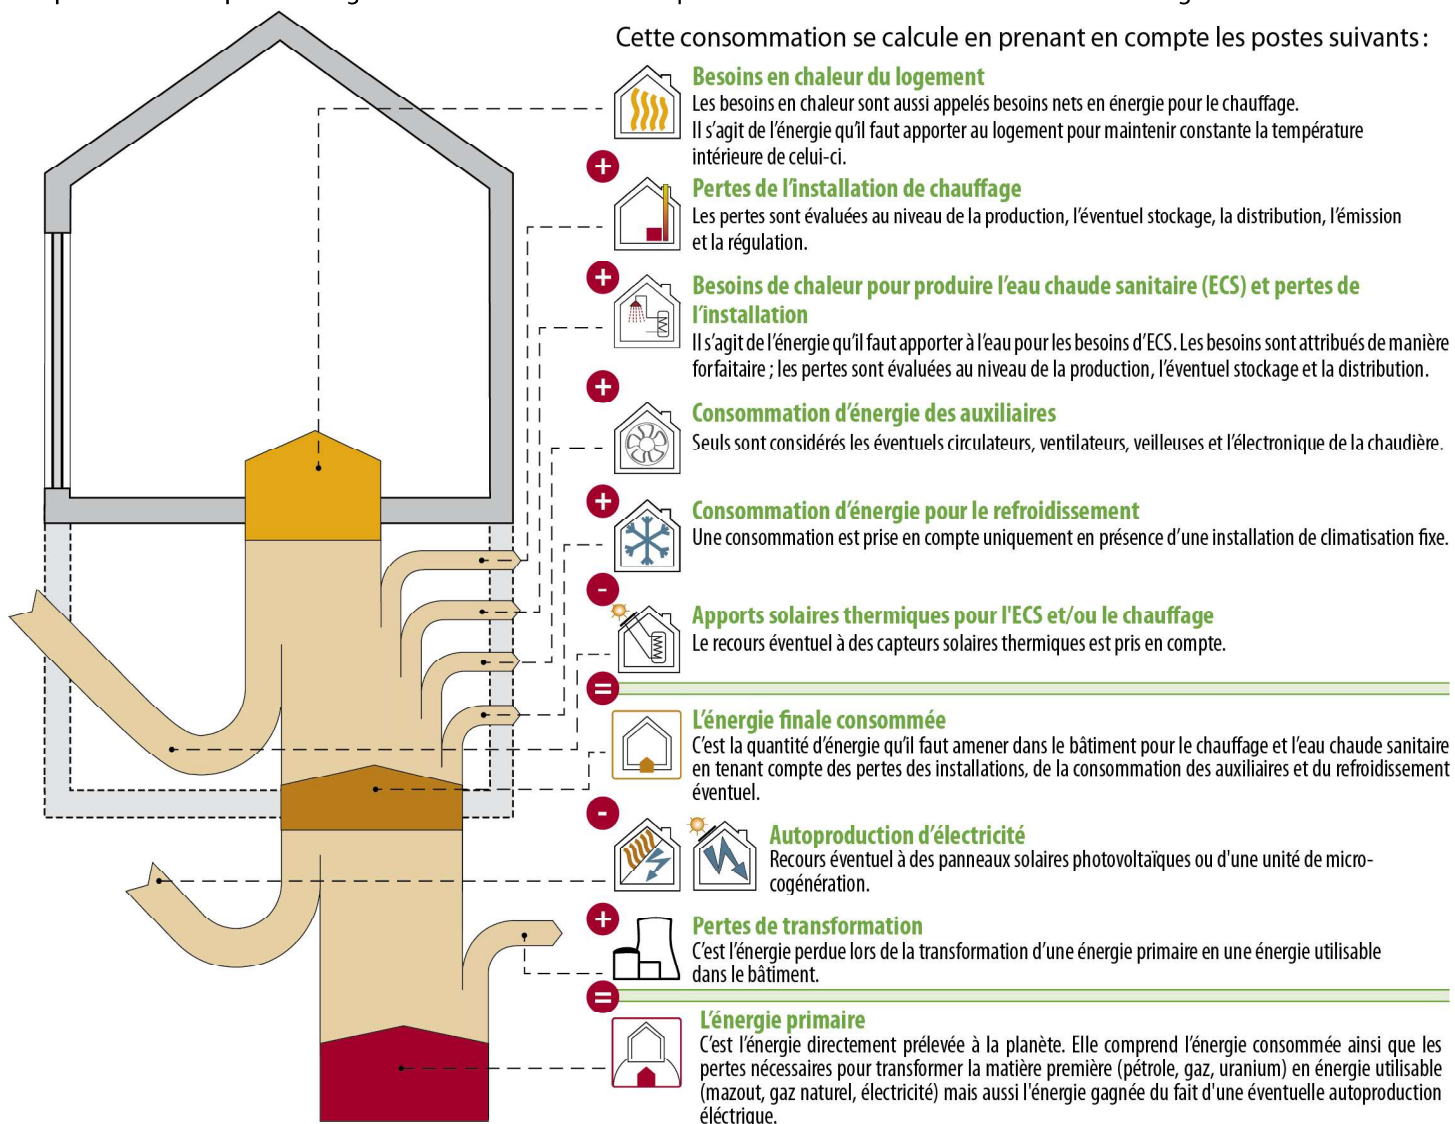 Cette consommation se calcule en prenant en compte les postes suivants :
Besoins en chaleur du logement
Les besoins en chaleur sont aussi appelés besoins nets en énergie pour le chauffage.
Il s'agit de l'énergie qu'il faut apporter au logement pour maintenir constante la température
intérieure de celui-ci.
+
Pertes de l'installation de chauffage
Les pertes sont évaluées au niveau de la production, l'éventuel stockage, la distribution, l'émission
et la régulation.
+
Besoins de chaleur pour produire l'eau chaude sanitaire (ECS) et pertes de
l'installation
Il s'agit de l'énergie qu'il faut apporter à l'eau pour les besoins d'ECS. Les besoins sont attribués de manière
forfaitaire ; les pertes sont évaluées au niveau de la production, l'éventuel stockage et la distribution.
+
Consommation d'énergie des auxiliaires
Seuls sont considérés les éventuels circulateurs, ventilateurs, veilleuses et l'électronique de la chaudière.
+
Consommation d'énergie pour le refroidissement
Une consommation est prise en compte uniquement en présence d'une installation de climatisation fixe.
-
Apports solaires thermiques pour l'ECS et/ou le chauffage
Le recours éventuel à des capteurs solaires thermiques est pris en compte.
=
L'énergie finale consommée
C'est la quantité d'énergie qu'il faut amener dans le bâtiment pour le chauffage et l'eau chaude sanitaire
en tenant compte des pertes des installations, de la consommation des auxiliaires et du refroidissement
éventuel.
-
Autoproduction d'électricité
Recours éventuel à des panneaux solaires photovoltaïques ou d'une unité de micro-
cogénération.
+
Pertes de transformation
C'est l'énergie perdue lors de la transformation d'une énergie primaire en une énergie utilisable
dans le bâtiment.
=
L'énergie primaire
C'est l'énergie directement prélevée à la planète. Elle comprend l'énergie consommée ainsi que les
pertes nécessaires pour transformer la matière première (pétrole, gaz, uranium) en énergie utilisable
(mazout, gaz naturel, électricité) mais aussi l'énergie gagnée du fait d'une éventuelle autoproduction
éléctrique.